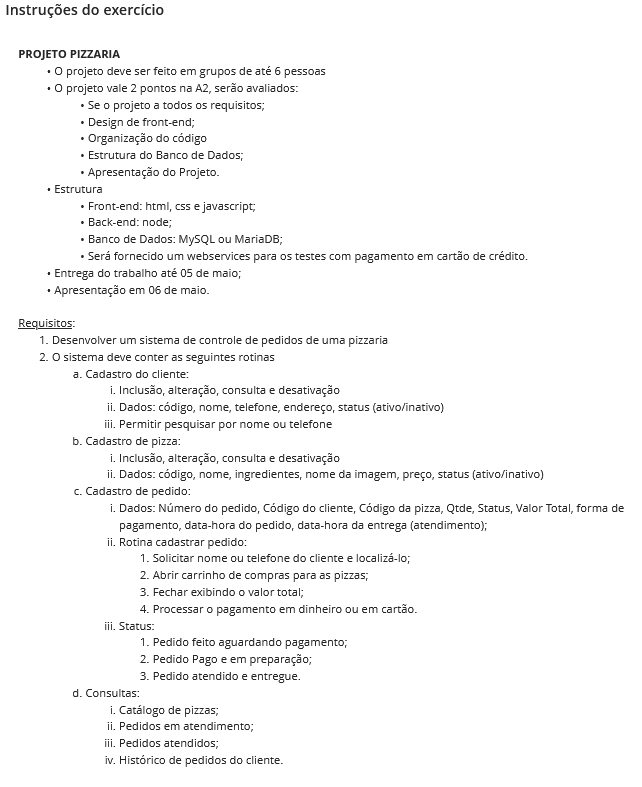 Instruções do exercício
PROJETO PIZZARIA
• O projeto deve ser feito em grupos de até 6 pessoas
• O projeto vale 2 pontos na A2, serão avaliados:
• Se o projeto a todos os requisitos;
• Design de front-end;
• Organização do código
• Estrutura do Banco de Dados;
• Apresentação do Projeto.
• Estrutura
• Front-end: html, css e javascript;
• Back-end: node;
• Banco de Dados: MySQL ou MariaDB;
• Será fornecido um webservices para os testes com pagamento em cartão de crédito.
• Entrega do trabalho até 05 de maio;
• Apresentação em 06 de maio.
Requisitos:
1. Desenvolver um sistema de controle de pedidos de uma pizzaria
2. O sistema deve conter as seguintes rotinas
a. Cadastro do cliente:
i. Inclusão, alteração, consulta e desativação
ii. Dados: código, nome, telefone, endereço, status (ativo/inativo)
iii. Permitir pesquisar por nome ou telefone
b. Cadastro de pizza:
i. Inclusão, alteração, consulta e desativação
ii. Dados: código, nome, ingredientes, nome da imagem, preço, status (ativo/inativo)
c. Cadastro de pedido:
i. Dados: Número do pedido, Código do cliente, Código da pizza, Qtde, Status, Valor Total, forma de
pagamento, data-hora do pedido, data-hora da entrega (atendimento);
ii. Rotina cadastrar pedido:
1. Solicitar nome ou telefone do cliente e localizá-lo;
2. Abrir carrinho de compras para as pizzas;
3. Fechar exibindo o valor total;
4. Processar o pagamento em dinheiro ou em cartão.
iii. Status:
1. Pedido feito aguardando pagamento;
2. Pedido Pago e em preparação;
3. Pedido atendido e entregue.
d. Consultas:
i. Catálogo de pizzas;
ii. Pedidos em atendimento;
iii. Pedidos atendidos;
iv. Histórico de pedidos do cliente.